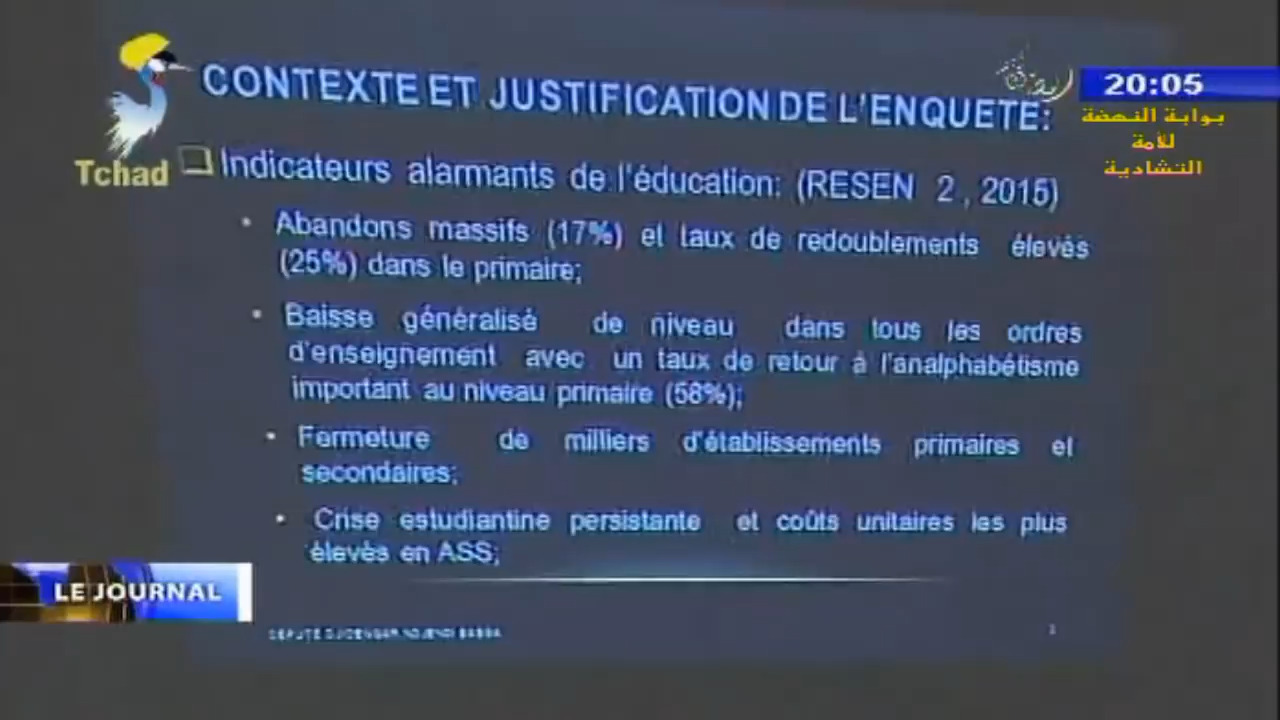 CONTEXTE ET JUSTIFICATION DE L'ENQUETE:
20:05
بوابة النهضة
للأمة
التشادية
Tchad
Indicateurs alarmants de l'éducation: (RESEN 2 , 2015)
• Abandons massifs (17%) et taux de redoublements élevés
(25%) dans le primaire;
• Baisse généralisé de niveau dans tous les ordres
d'enseignement avec un taux de retour à l'analphabétisme
important au niveau primaire (58%);
• Fermeture de milliers d'établissements primaires et
secondaires;
• Crise estudiantine persistante et coûts unitaires les plus
élevés en ASS;
LE JOURNAL
DEPUTE